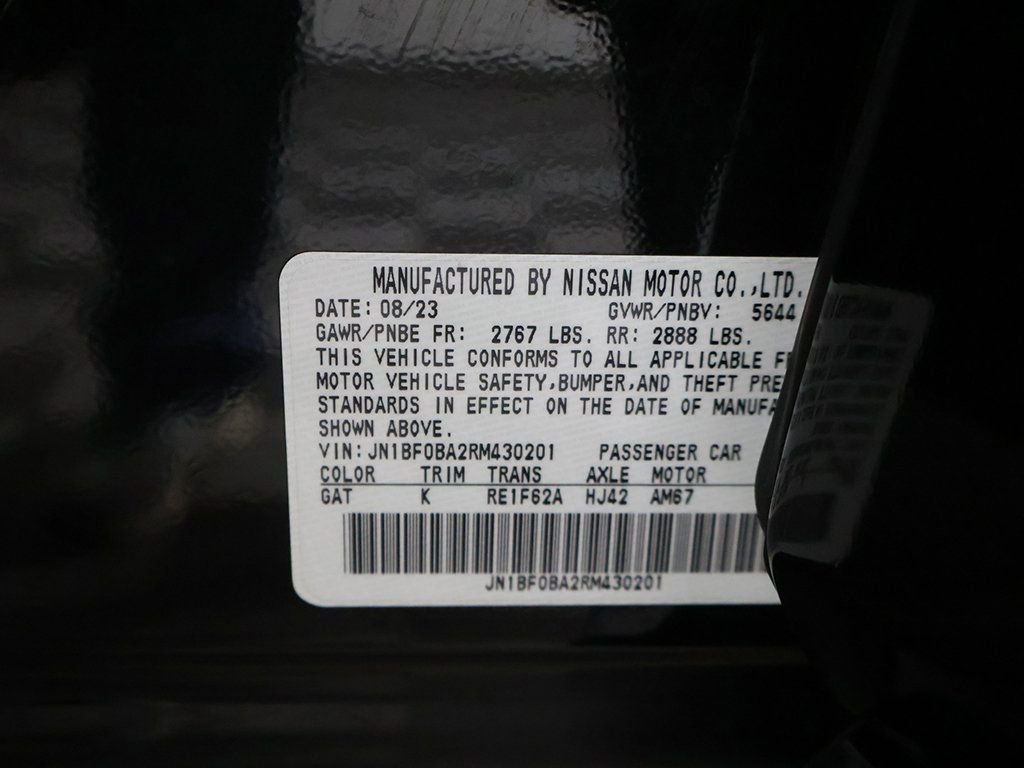 MANUFACTURED BY NISSAN MOTOR CO.,LTD.
DATE: 08/23 GVWR/PNBV: 5644
GAWR/PNBE FR: 2767 LBS. RR: 2888 LBS.
THIS VEHICLE CONFORMS TO ALL APPLICABLE
MOTOR VEHICLE SAFETY,BUMPER,AND THEFT
STANDARDS IN EFFECT ON THE DATE OF
SHOWN ABOVE.
VIN: JN1BF0BA2RM430201 PASSENGER CAR
COLOR TRIM TRANS AXLE MOTOR
GAT K RE1F62A HJ42 AM67
JN1BF0BA2RM430201